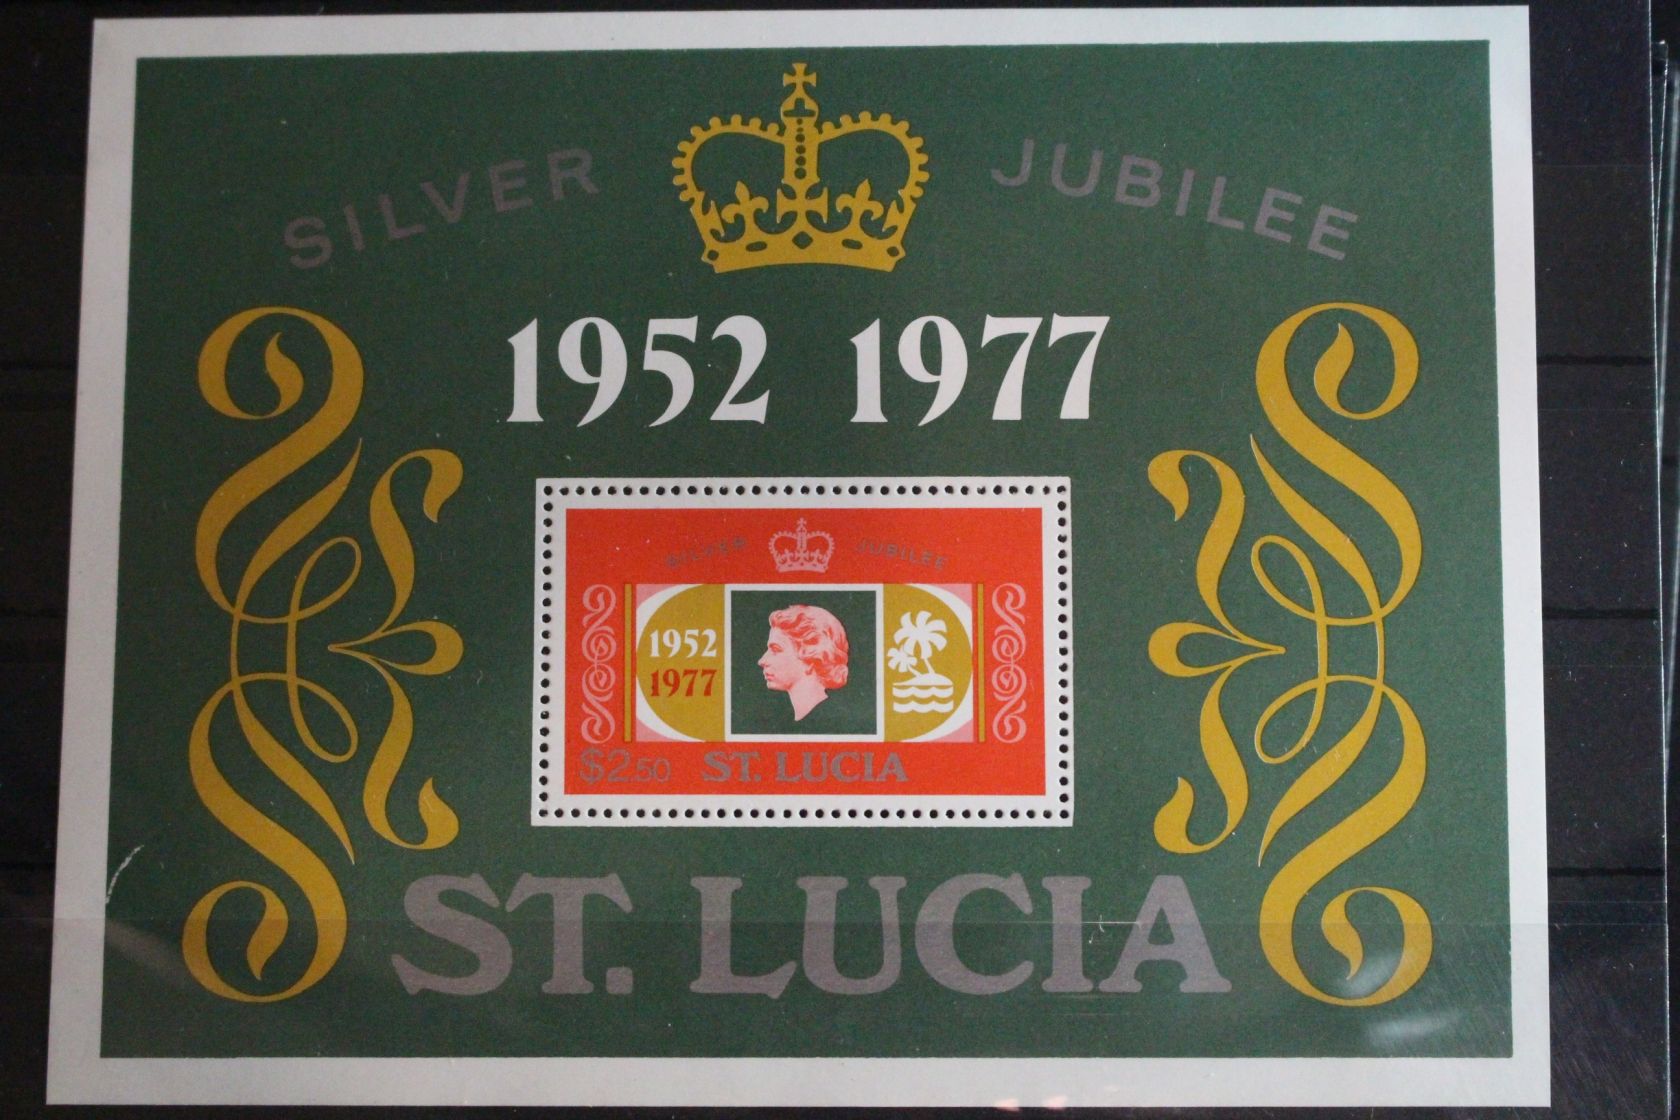 SILVER JUBILEE
1952 1977
SILVER JUBILEE
1952
1977
$2.50 ST. LUCIA
ST. LUCIA